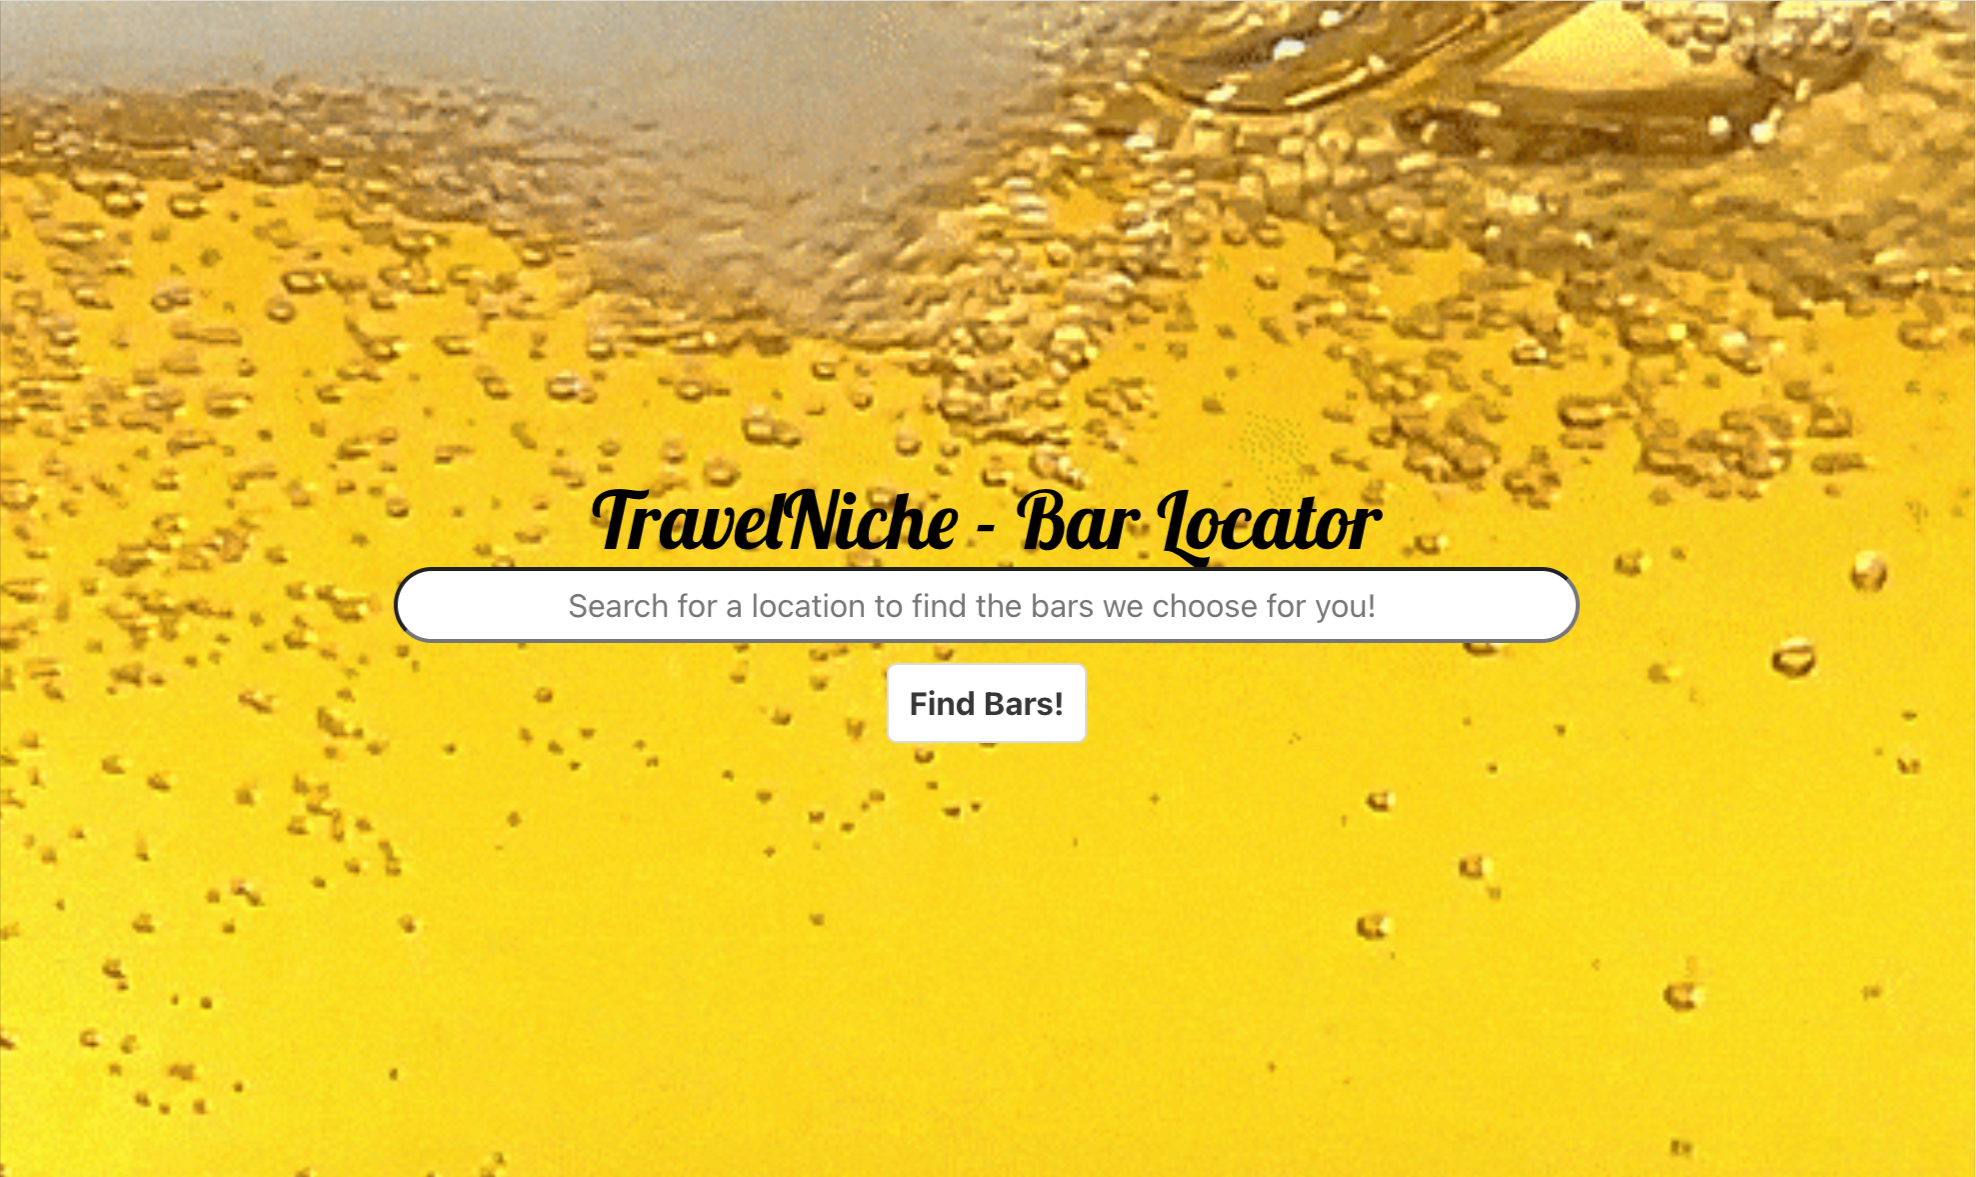 TravelNiche - Bar Locator
Search for a location to find the bars we choose for you!
Find Bars!